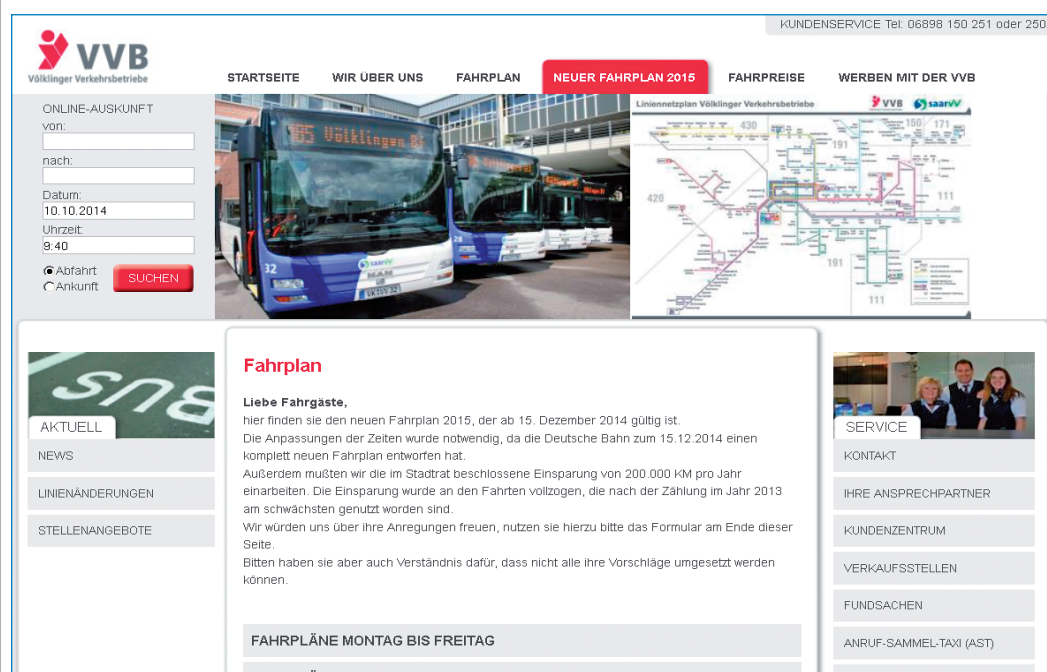 KUNDENSERVICE Tel: 06898 150 251 oder 250
VVB
Völklinger Verkehrsbetriebe
STARTSEITE
WIR ÜBER UNS
FAHRPLAN
NEUER FAHRPLAN 2015
FAHRPREISE
WERBEN MIT DER VVB
ONLINE-AUSKUNFT
von:
nach:
Datum:
10.10.2014
Uhrzeit:
9:40
Abfahrt
Ankunft
SUCHEN
185 Völklingen
32
saarVV
MAN
VK VV 32
28
Liniennetzplan Völklinger Verkehrsbetriebe
VVB
saarVV
430
150
171
191
420
111
191
111
BUS
AKTUELL
NEWS
LINIENÄNDERUNGEN
STELLENANGEBOTE
Fahrplan
Liebe Fahrgäste,
hier finden sie den neuen Fahrplan 2015, der ab 15. Dezember 2014 gültig ist.
Die Anpassungen der Zeiten wurde notwendig, da die Deutsche Bahn zum 15.12.2014 einen
komplett neuen Fahrplan entworfen hat.
Außerdem mußten wir die im Stadtrat beschlossene Einsparung von 200.000 KM pro Jahr
einarbeiten. Die Einsparung wurde an den Fahrten vollzogen, die nach der Zählung im Jahr 2013
am schwächsten genutzt worden sind.
Wir würden uns über ihre Anregungen freuen, nutzen sie hierzu bitte das Formular am Ende dieser
Seite.
Bitten haben sie aber auch Verständnis dafür, dass nicht alle ihre Vorschläge umgesetzt werden
können.
FAHRPLÄNE MONTAG BIS FREITAG
SERVICE
KONTAKT
IHRE ANSPRECHPARTNER
KUNDENZENTRUM
VERKAUFSSTELLEN
FUNDSACHEN
ANRUF-SAMMEL-TAXI (AST)